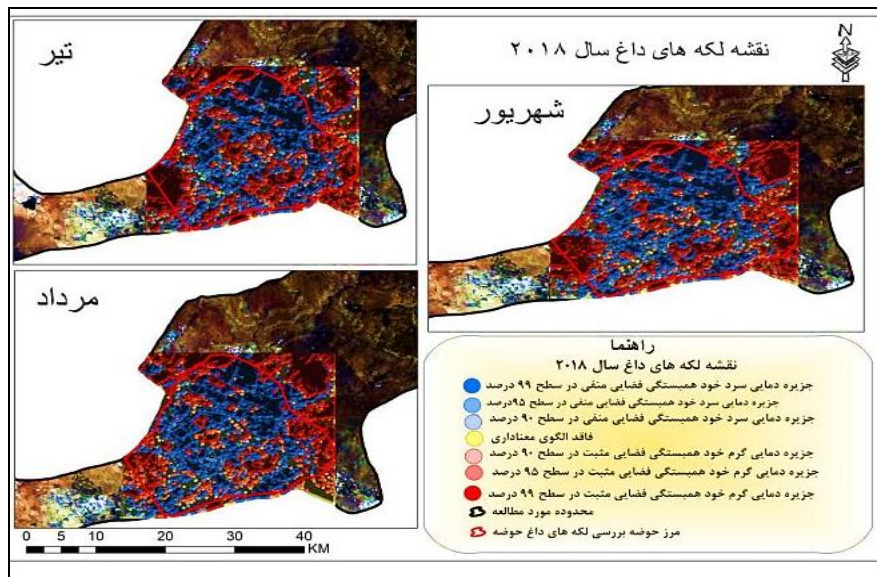 نقشه لکه های داغ سال ۲۰۱۸
N
تیر
شهریور
مرداد
راهنما
نقشه لکه های داغ سال ۲۰۱۸
جزیره دمایی سرد خود همبستگی فضایی منفی در سطح ۹۹ درصد
جزیره دمایی سرد خود همبستگی فضایی منفی در سطح ۹۵درصد
جزیره دمایی سرد خود همبستگی فضایی منفی در سطح ۹۰ درصد
فاقد الگوی معناداری
جزیره دمایی گرم خود همبستگی فضایی مثبت در سطح ۹۰ درصد
جزیره دمایی گرم خود همبستگی فضایی مثبت در سطح ۹۵ درصد
جزیره دمایی گرم خود همبستگی فضایی مثبت در سطح ۹۹ درصد
محدوده مورد مطالعه
مرز حوضه بررسی لکه های داغ حوضه
0 5 10 20 30 40
KM